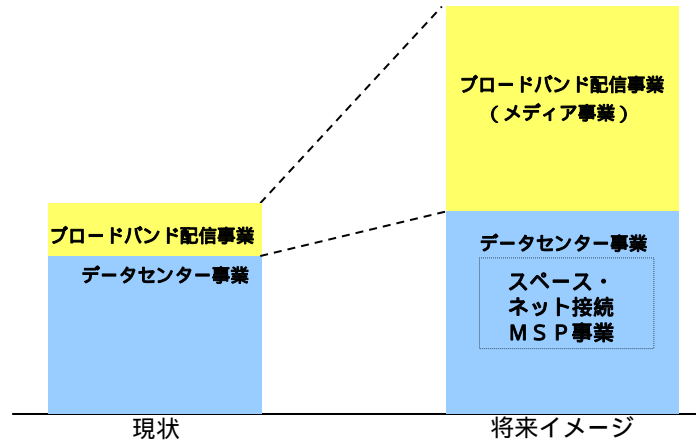 ブロードバンド配信事業
(メディア事業)
ブロードバンド配信事業
データセンター事業
データセンター事業
スペース・
ネット接続
MSP事業
現状
将来イメージ